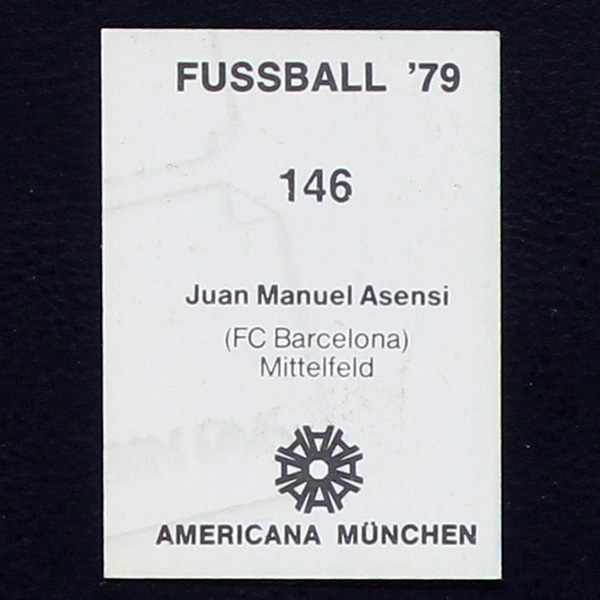 FUSSBALL '79
146
Juan Manuel Asensi
(FC Barcelona)
Mittelfeld
AMERICANA MÜNCHEN